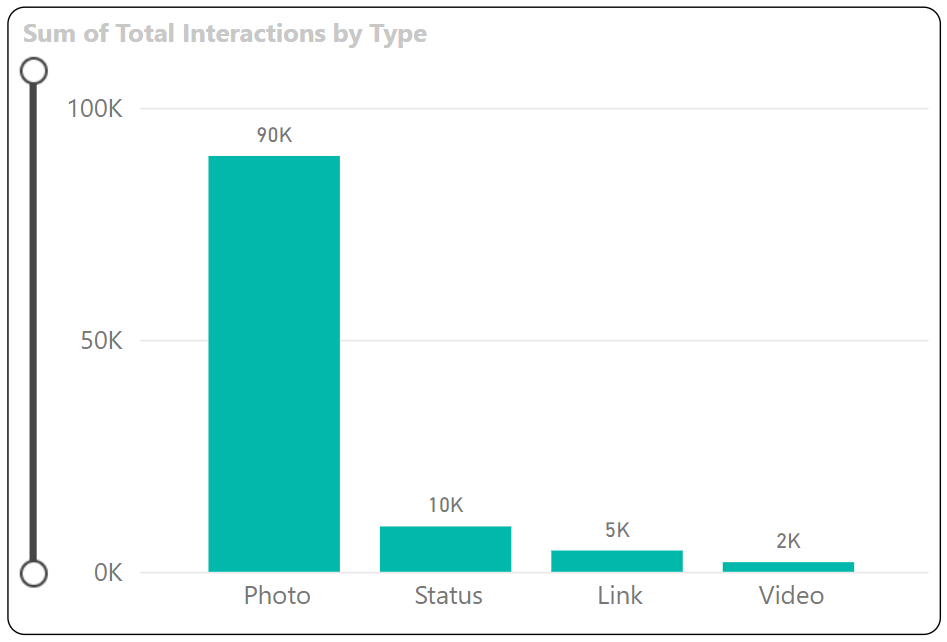 Sum of Total Interactions by Type
100K
90K
50K
10K
5K
2K
0K
Photo Status Link Video